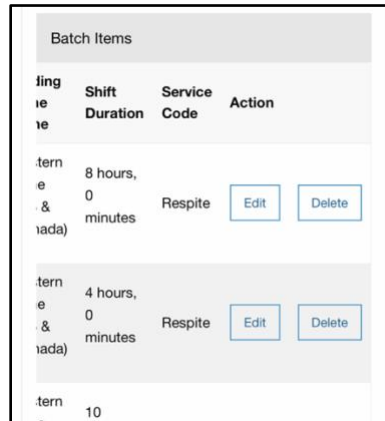 Batch Items
Shift Duration
Service Code
Action
8 hours, 0 minutes
Respite
Edit
Delete
4 hours, 0 minutes
Respite
Edit
Delete
10